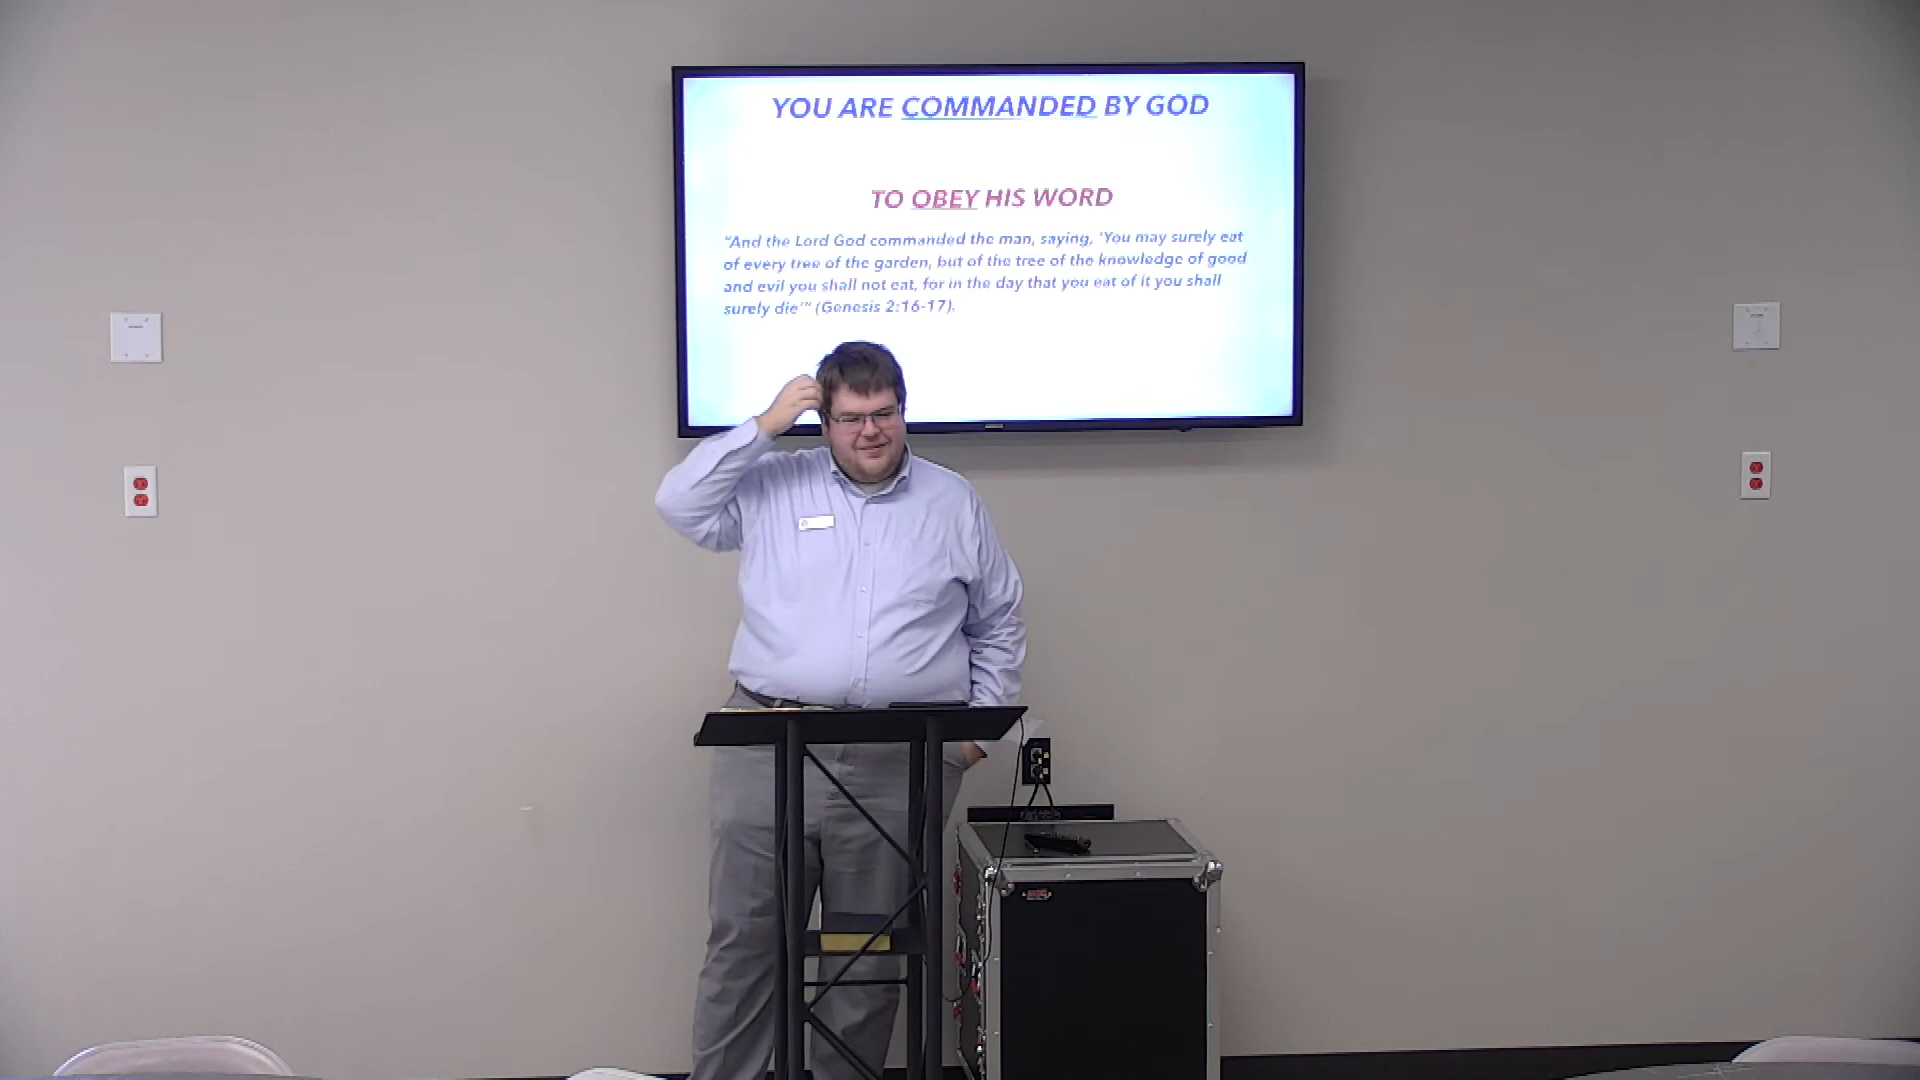 YOU ARE COMMANDED BY GOD
TO OBEY HIS WORD
"And the Lord God commanded the man, saying, 'You may surely eat
of every tree of the garden, but of the tree of the knowledge of good
and evil you shall not eat, for in the day that you eat of it you shall
surely die'" (Genesis 2:16-17).